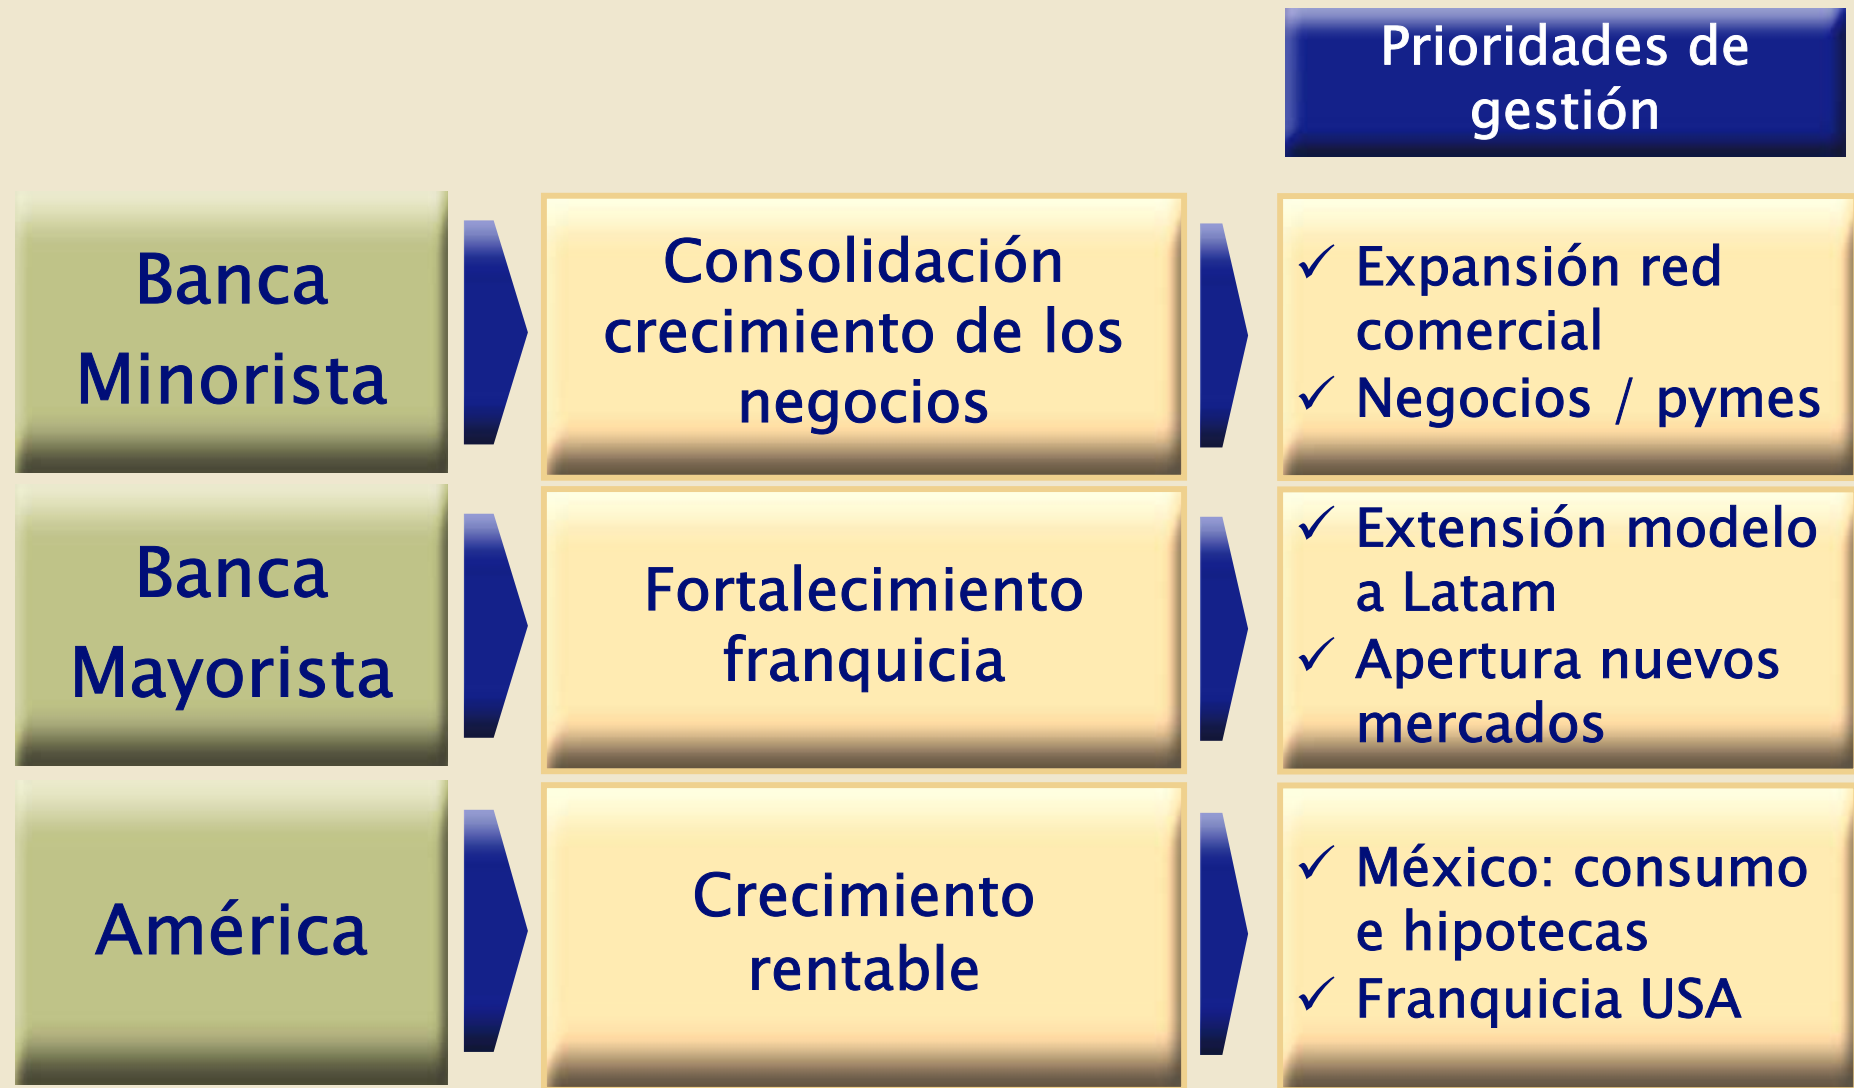 Prioridades de
gestión
Banca
Minorista
Consolidación
crecimiento de los
negocios
✓ Expansión red
comercial
✓ Negocios / pymes
Banca
Mayorista
Fortalecimiento
franquicia
✓ Extensión modelo
a Latam
✓ Apertura nuevos
mercados
América
Crecimiento
rentable
✓ México: consumo
e hipotecas
✓ Franquicia USA